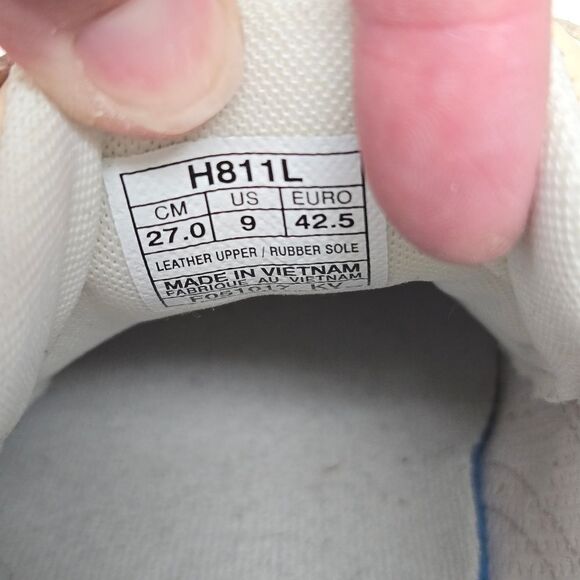 H811L
CM US EURO
27.0 9 42.5
LEATHER UPPER / RUBBER SOLE
MADE IN VIETNAM
FABRIQUE AU VIETNAM
KV